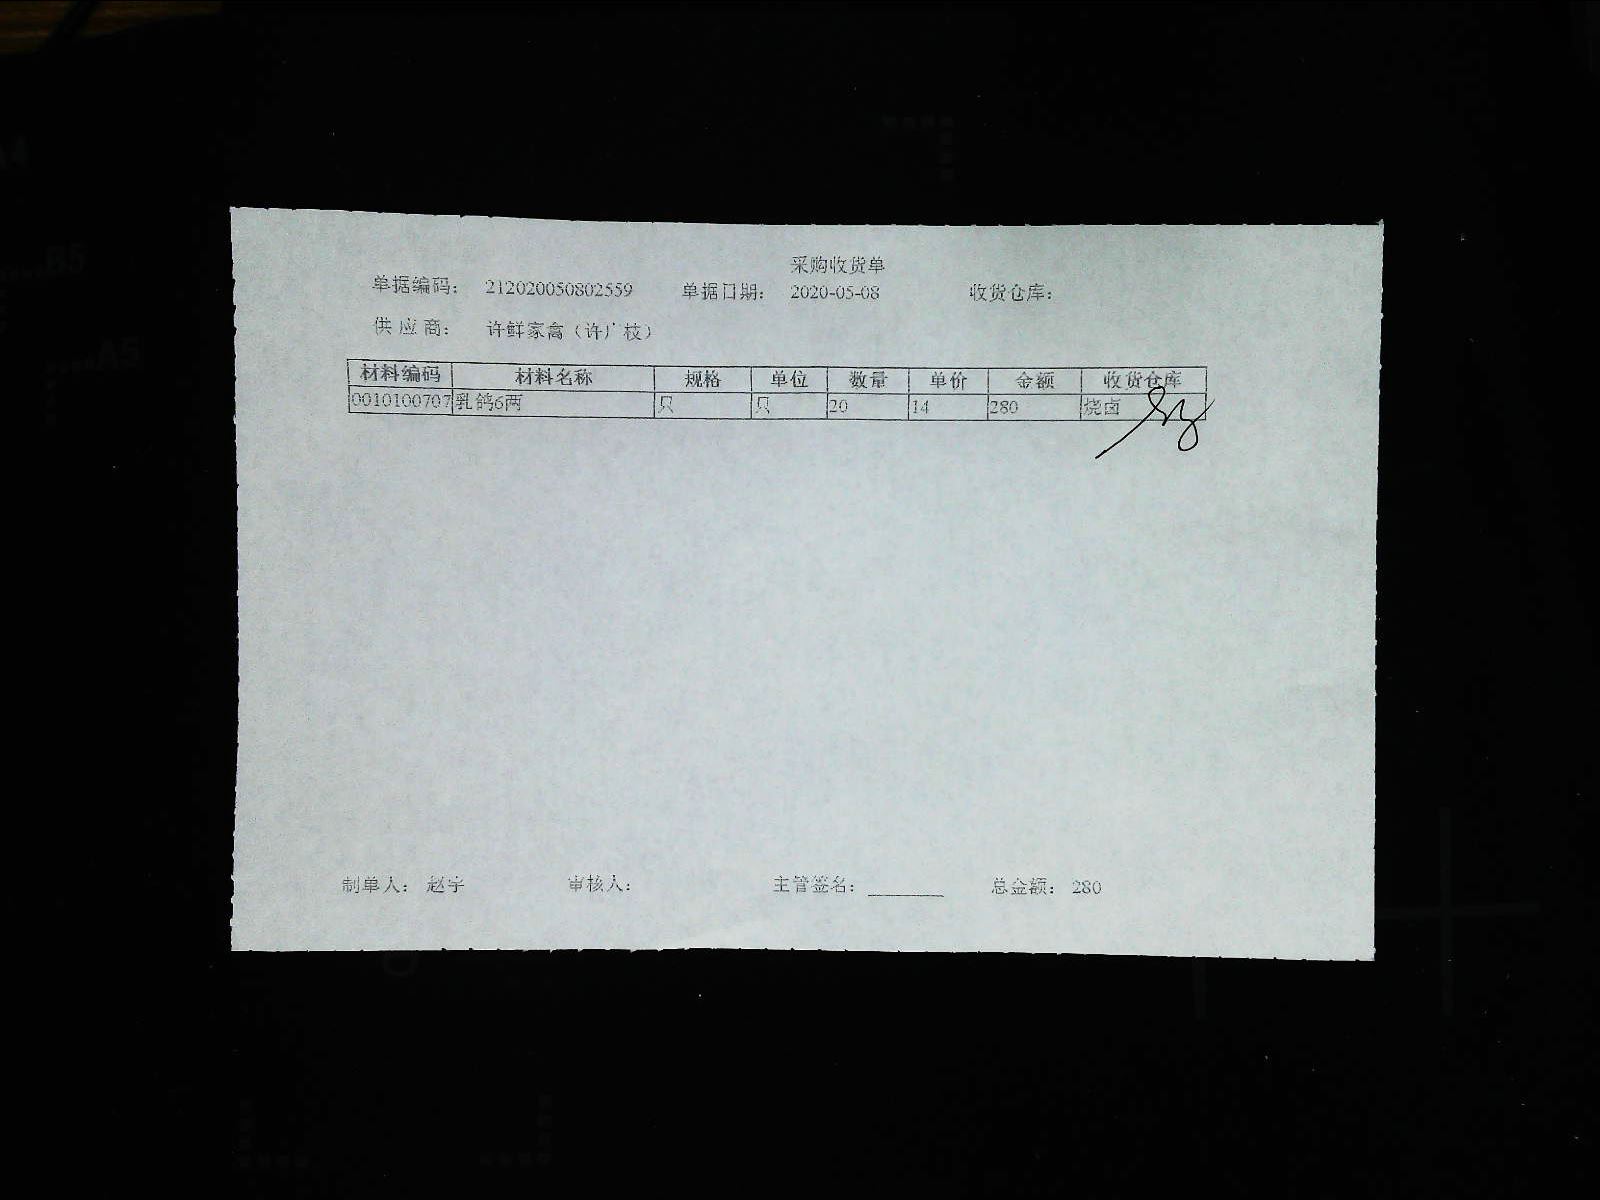 采购收货单
单据编码： 212020050802559 单据日期： 2020-05-08 收货仓库：
供应商： 许鲜家禽（许广枝）
材料编码 材料名称 规格 单位 数量 单价 金额 收货仓库
0010100707 乳鸽6两 只 只 20 14 280 烧卤
制单人： 赵宇 审核人： 主管签名： 总金额： 280